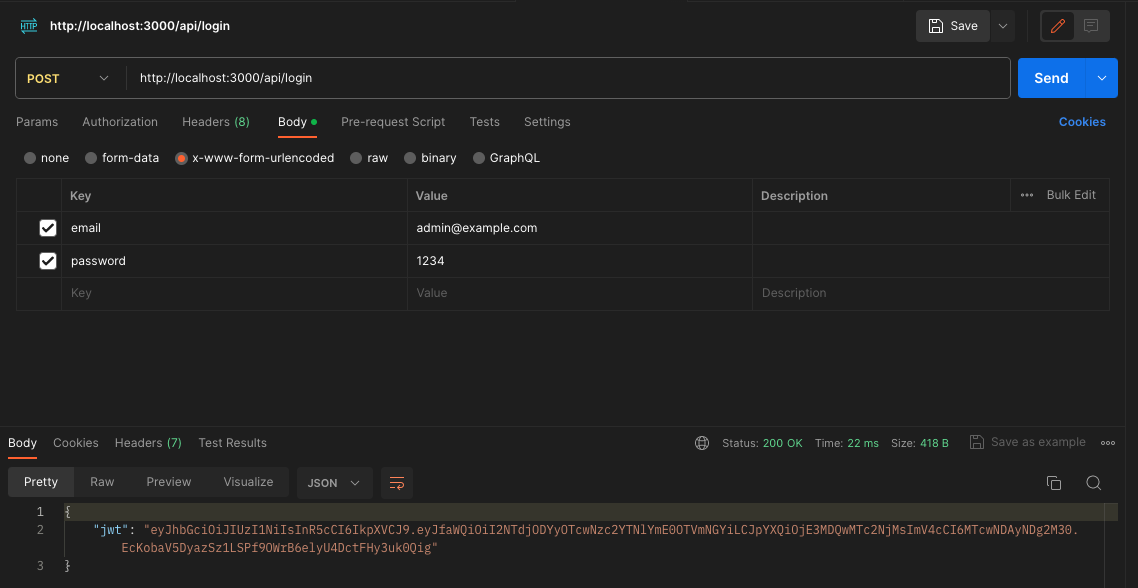 HTTP http://localhost:3000/api/login Save
POST http://localhost:3000/api/login Send
Params Authorization Headers (8) Body Pre-request Script Tests Settings Cookies
none form-data x-www-form-urlencoded raw binary GraphQL
Key Value Description ••• Bulk Edit
email admin@example.com
password 1234
Key Value Description
Body Cookies Headers (7) Test Results Status: 200 OK Time: 22 ms Size: 418 B Save as example •••
Pretty Raw Preview Visualize JSON
1 {
2 "jwt": "eyJhbGciOiJIUzI1NiIsInR5cCI6IkpXVCJ9.eyJfaWQiOiI2NTdjODYyOTcwNzc2YTNlYmE0OTVmNGYiLCJpYXQiOjE3MDQwMTc2NjMsImV4cCI6MTcwNDAyNDg2M30.
EcKobaV5DyazSz1LSPf9OWrB6elyU4DctFHy3uk0Qig"
3 }